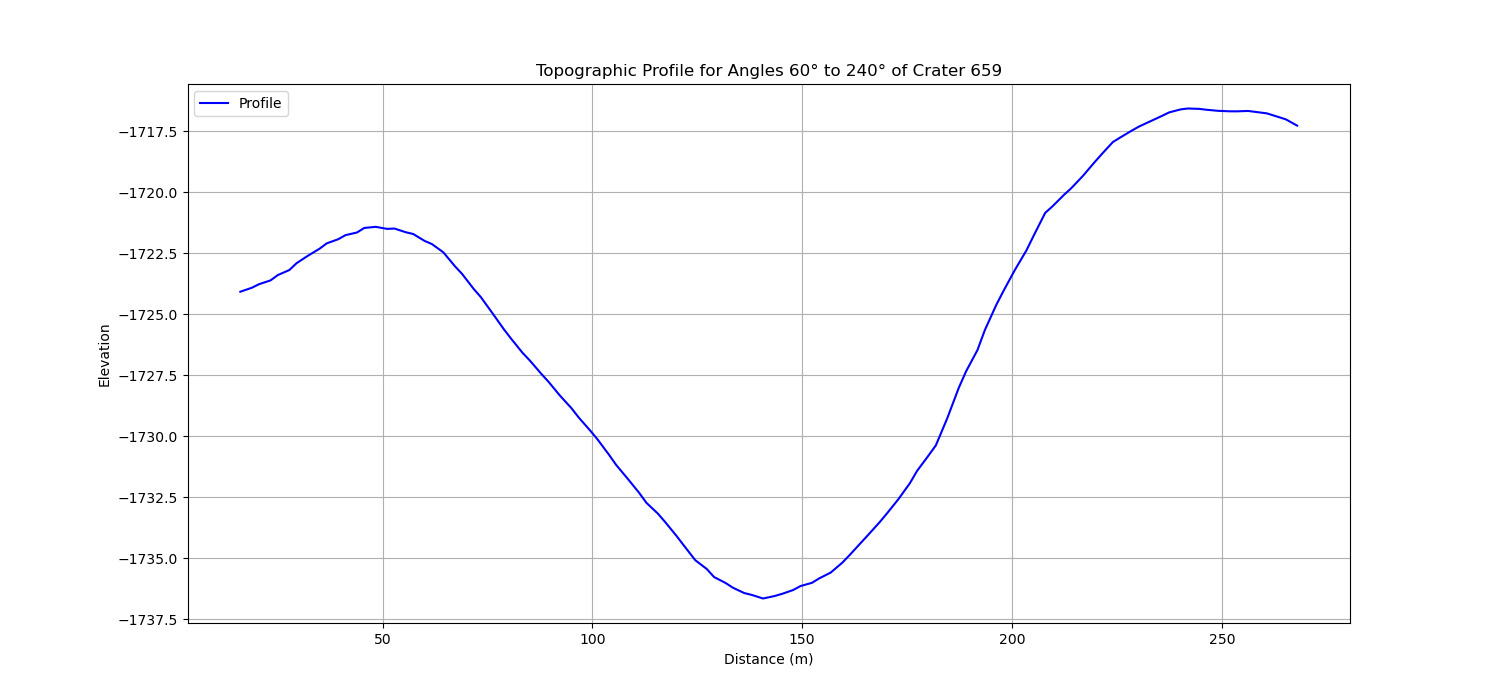 Topographic Profile for Angles 60° to 240° of Crater 659
Profile
−1717.5
−1720.0
−1722.5
−1725.0
−1727.5
−1730.0
−1732.5
−1735.0
−1737.5
Elevation
50 100 150 200 250
Distance (m)